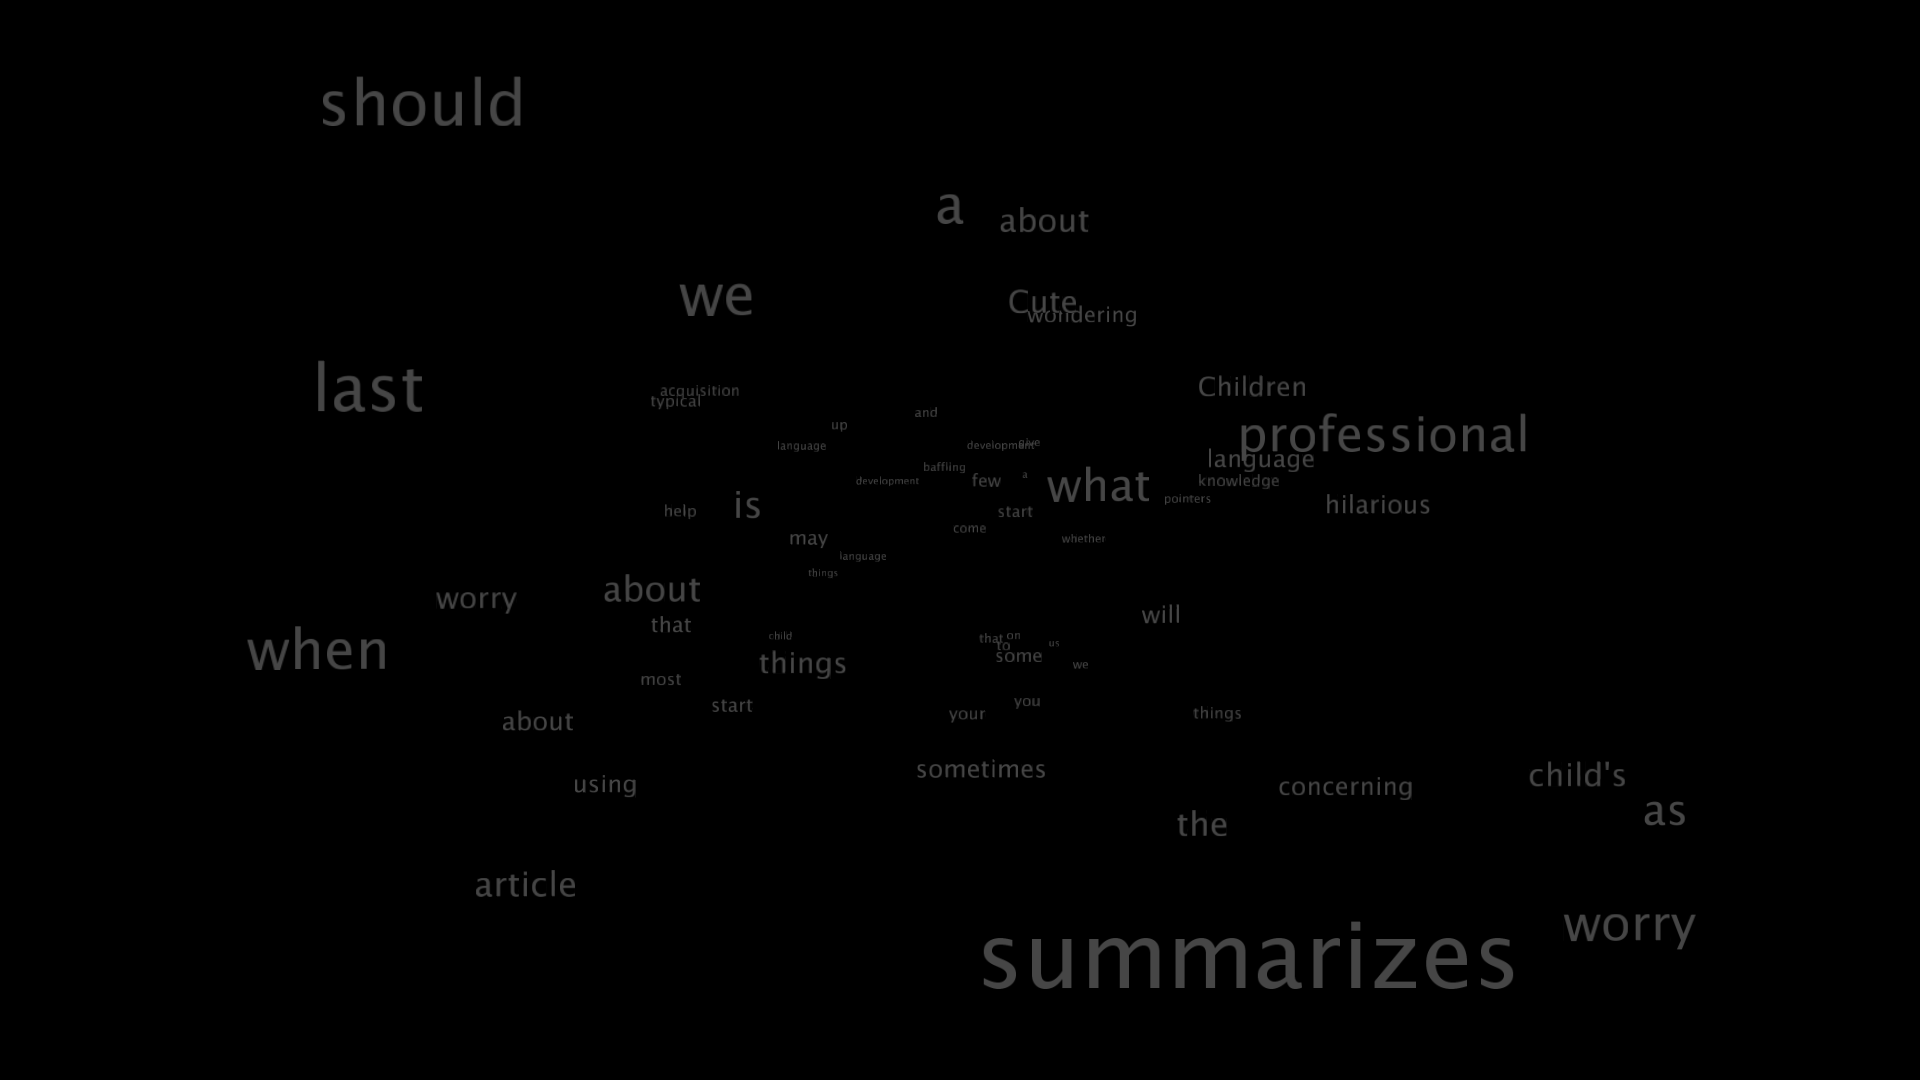 should
a
about
we
Cute
wondering
last
acquisition
typical
Children
and
up
professional
language
development
give
language
baffling
few
a
what
knowledge
development
pointers
help
is
start
hilarious
come
may
whether
language
things
worry
about
that
will
when
child
that
on
to
us
things
some
we
most
start
your
you
things
about
sometimes
using
concerning
child's
the
as
article
summarizes
worry